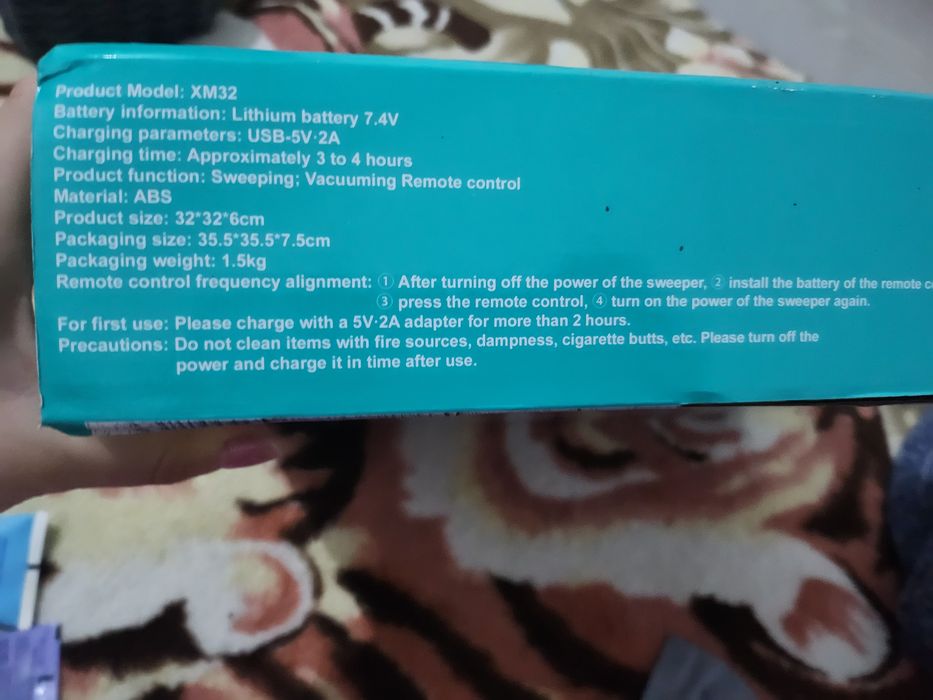 Product Model: XM32
Battery information: Lithium battery 7.4V
Charging parameters: USB-5V·2A
Charging time: Approximately 3 to 4 hours
Product function: Sweeping; Vacuuming Remote control
Material: ABS
Product size: 32*32*6cm
Packaging size: 35.5*35.5*7.5cm
Packaging weight: 1.5kg
Remote control frequency alignment: ① After turning off the power of the sweeper, ② install the battery of the remote
③ press the remote control, ④ turn on the power of the sweeper again.
For first use: Please charge with a 5V·2A adapter for more than 2 hours.
Precautions: Do not clean items with fire sources, dampness, cigarette butts, etc. Please turn off the
power and charge it in time after use.